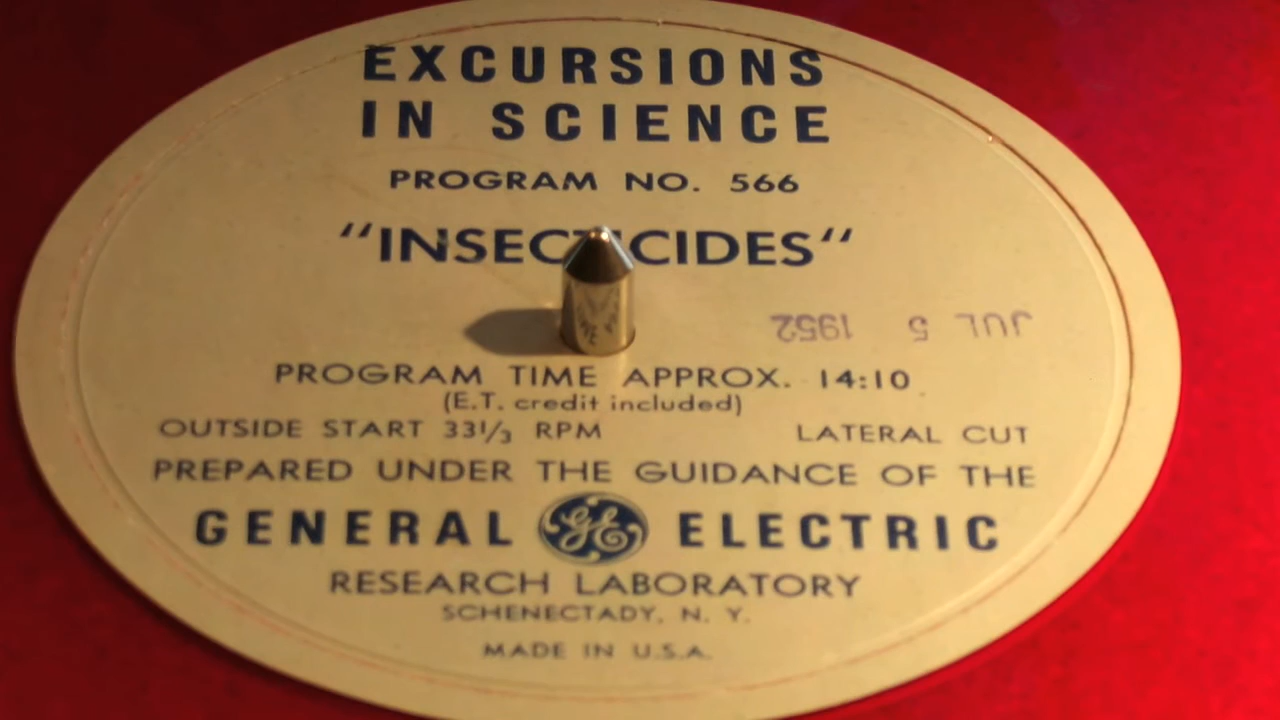 EXCURSIONS
IN SCIENCE
PROGRAM NO. 566
“INSECTICIDES“
JUL 5 1952
PROGRAM TIME APPROX. 14:10
(E.T. credit included)
OUTSIDE START 33⅓ RPM LATERAL CUT
PREPARED UNDER THE GUIDANCE OF THE
GENERAL GE ELECTRIC
RESEARCH LABORATORY
SCHENECTADY, N. Y.
MADE IN U.S.A.